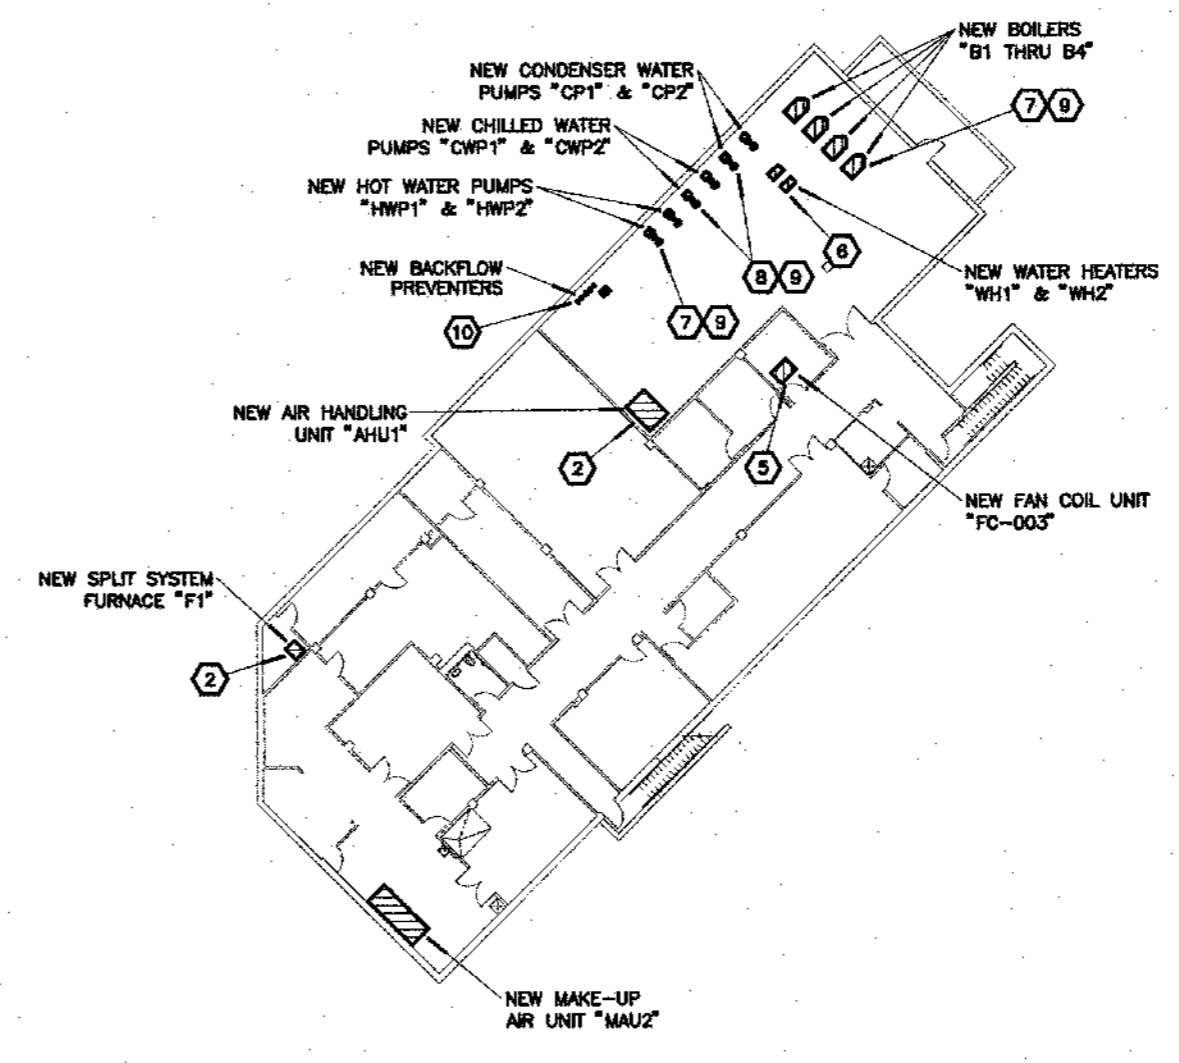 NEW BOILERS
"B1 THRU B4"
NEW CONDENSER WATER
PUMPS "CP1" & "CP2"
7 9
NEW CHILLED WATER
PUMPS "CWP1" & "CWP2"
NEW HOT WATER PUMPS
"HWP1" & "HWP2"
6
NEW BACKFLOW
PREVENTERS
8 9
NEW WATER HEATERS
"WH1" & "WH2"
10
7 9
NEW AIR HANDLING
UNIT "AHU1"
2
5
NEW FAN COIL UNIT
"FC-003"
NEW SPLIT SYSTEM
FURNACE "F1"
2
NEW MAKE-UP
AIR UNIT "MAU2"